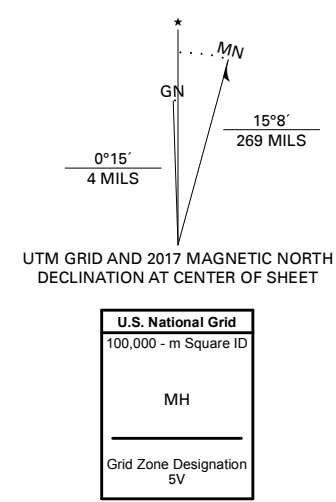 ★
MN
GN
15°8´
269 MILS
0°15´
4 MILS
UTM GRID AND 2017 MAGNETIC NORTH
DECLINATION AT CENTER OF SHEET
U.S. National Grid
100,000 - m Square ID
MH
Grid Zone Designation
5V